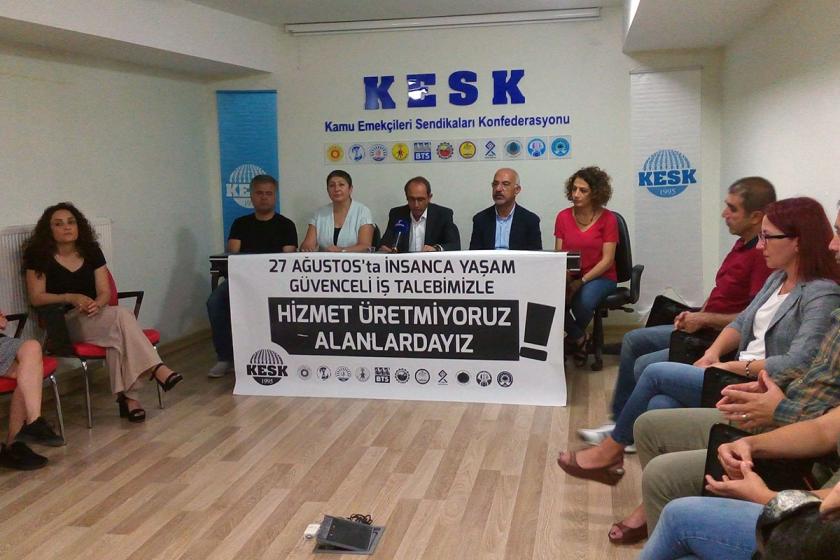 KESK
Kamu Emekçileri Sendikaları Konfederasyonu
BTS
KESK
KESK
1995
27 AĞUSTOS'ta İNSANCA YAŞAM
GÜVENCELİ İŞ TALEBİMİZLE
HİZMET ÜRETMİYORUZ
ALANLARDAYIZ
!
KESK
1995
BTS